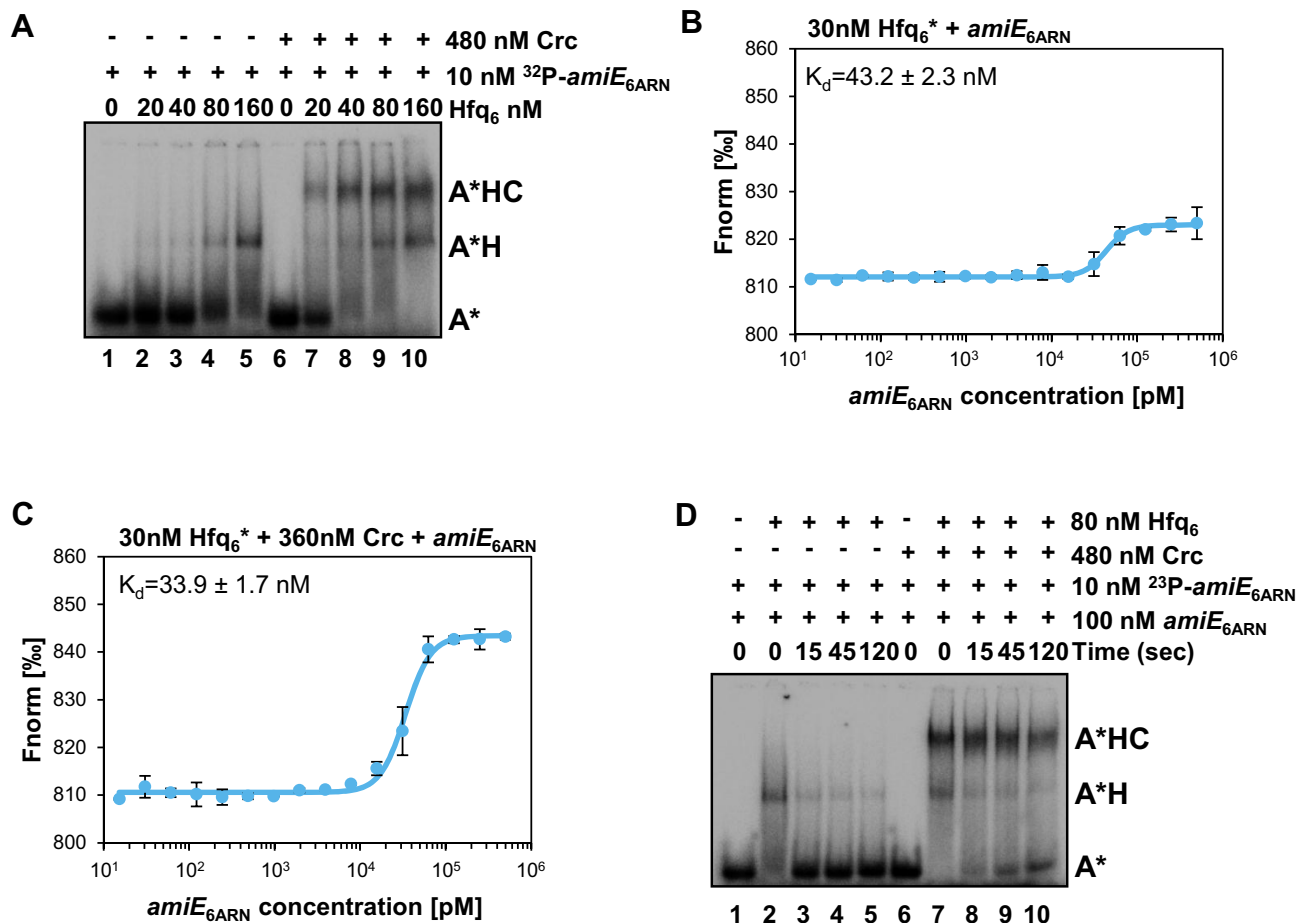 A
- - - - - + + + + + 480 nM Crc
+ + + + + + + + + + 10 nM ³²P-amiE₆ARN
0 20 40 80 160 0 20 40 80 160 Hfq₆ nM
A*HC
A*H
A*
1 2 3 4 5 6 7 8 9 10
B
30nM Hfq₆* + amiE₆ARN
K_d=43.2 ± 2.3 nM
Fnorm [‰]
860
850
840
830
820
810
800
10¹ 10² 10³ 10⁴ 10⁵ 10⁶
amiE₆ARN concentration [pM]
C
30nM Hfq₆* + 360nM Crc + amiE₆ARN
K_d=33.9 ± 1.7 nM
Fnorm [‰]
860
850
840
830
820
810
800
10¹ 10² 10³ 10⁴ 10⁵ 10⁶
amiE₆ARN concentration [pM]
D
- + + + + - + + + + 80 nM Hfq₆
- - - - - + + + + + 480 nM Crc
+ + + + + + + + + + 10 nM ²³P-amiE₆ARN
+ + + + + + + + + + 100 nM amiE₆ARN
0 0 15 45 120 0 0 15 45 120 Time (sec)
A*HC
A*H
A*
1 2 3 4 5 6 7 8 9 10